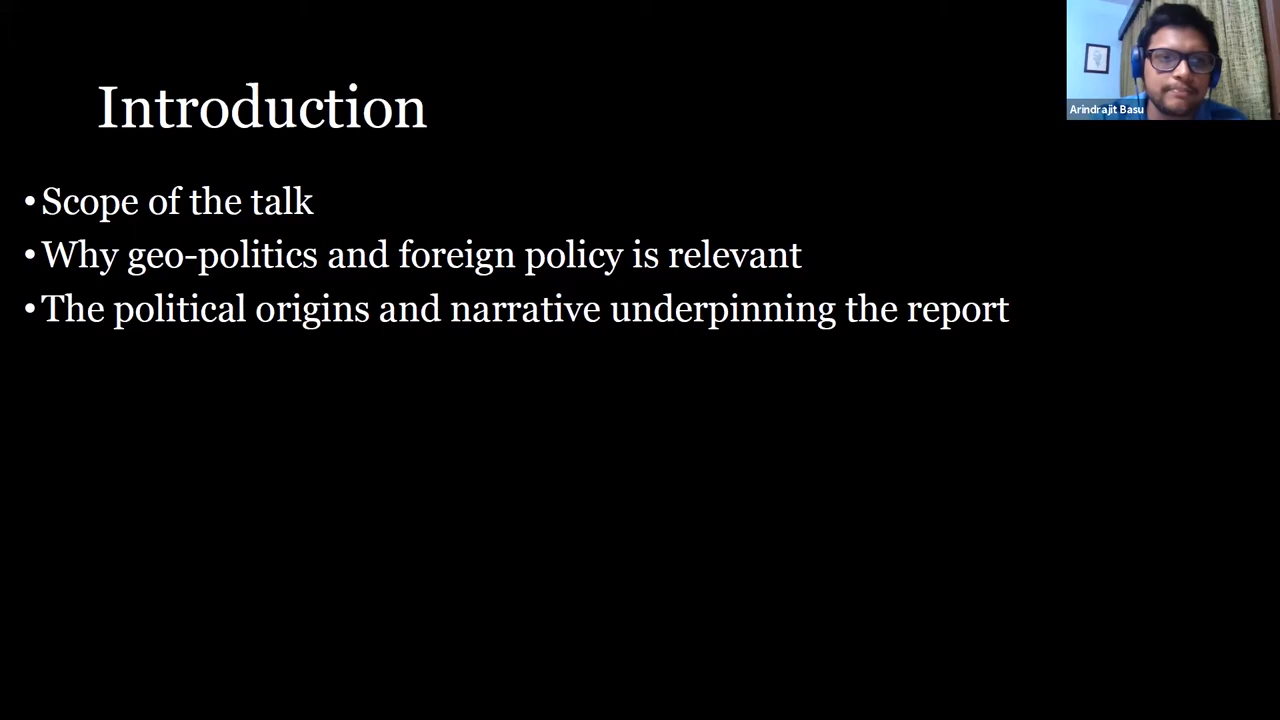 Introduction
• Scope of the talk
• Why geo-politics and foreign policy is relevant
• The political origins and narrative underpinning the report
Arindrajit Basu